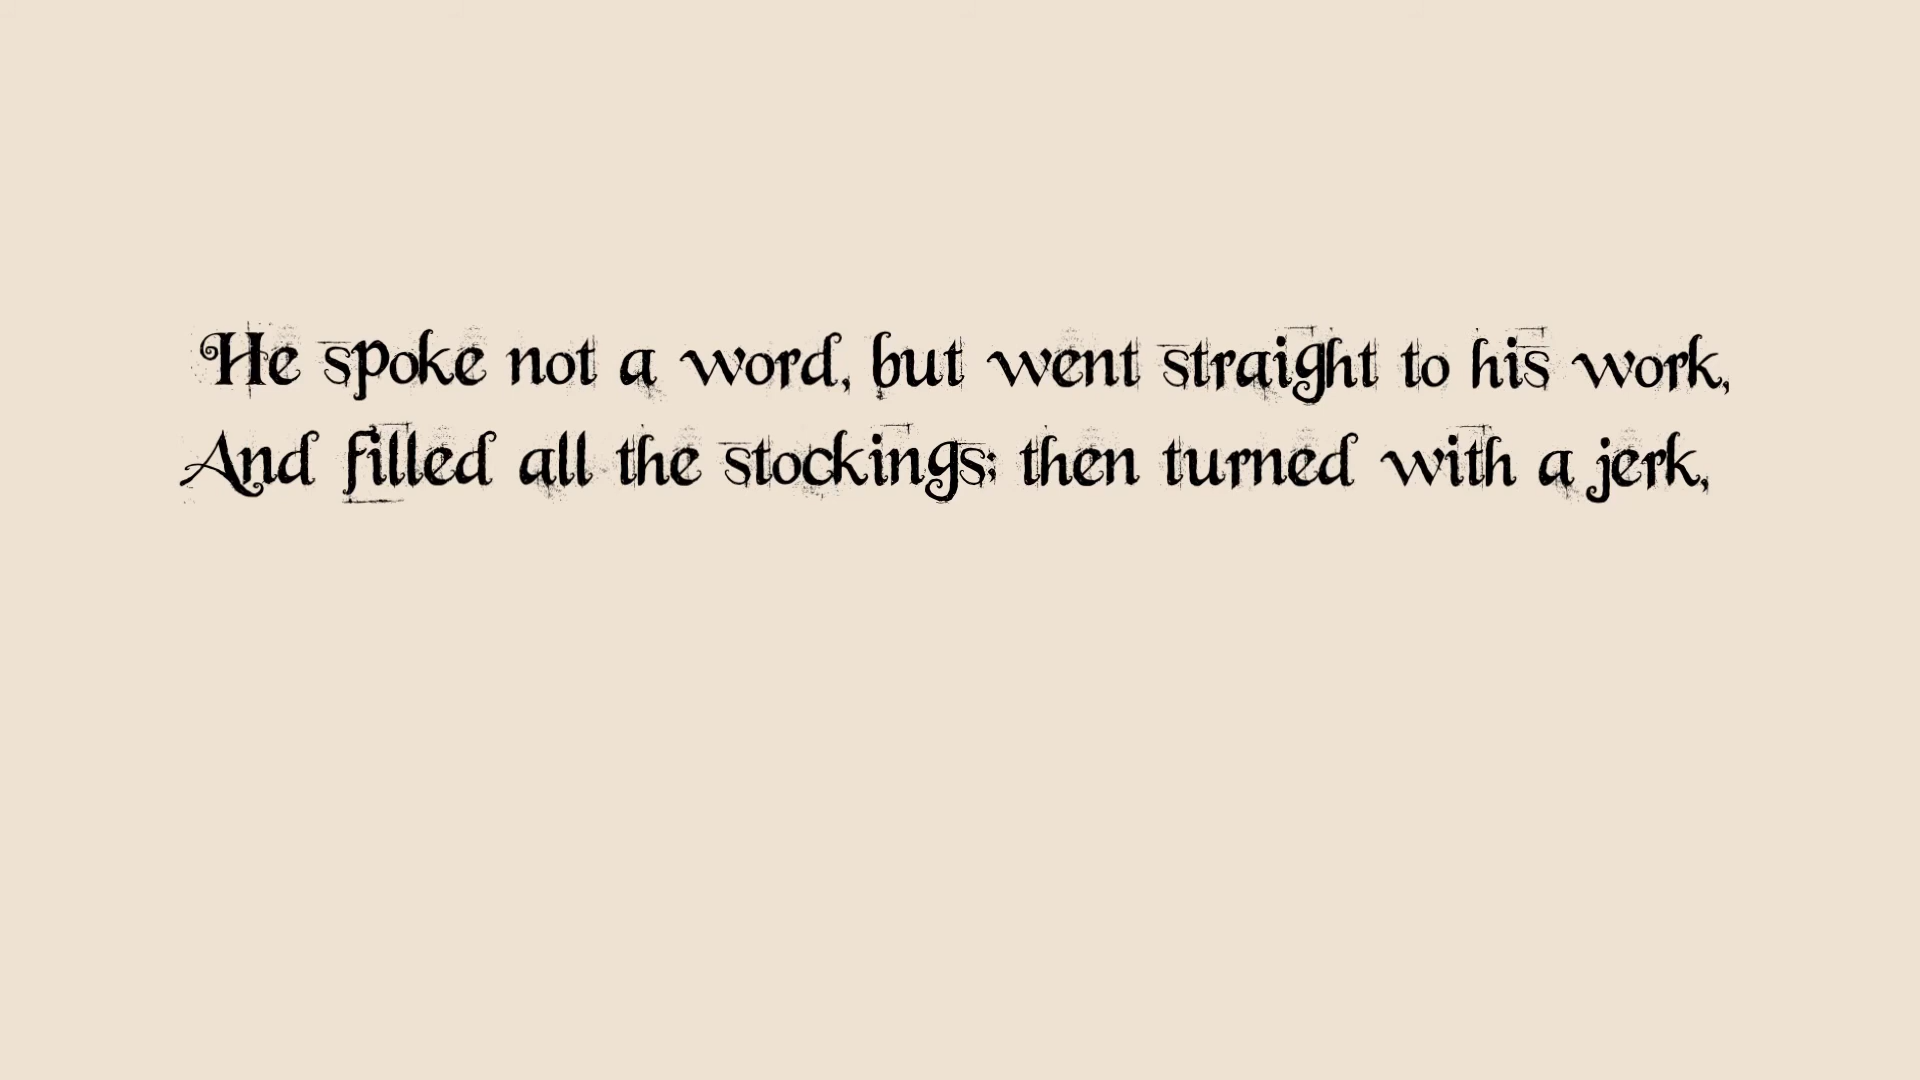 He spoke not a word, but went straight to his work,
And filled all the stockings; then turned with a jerk,